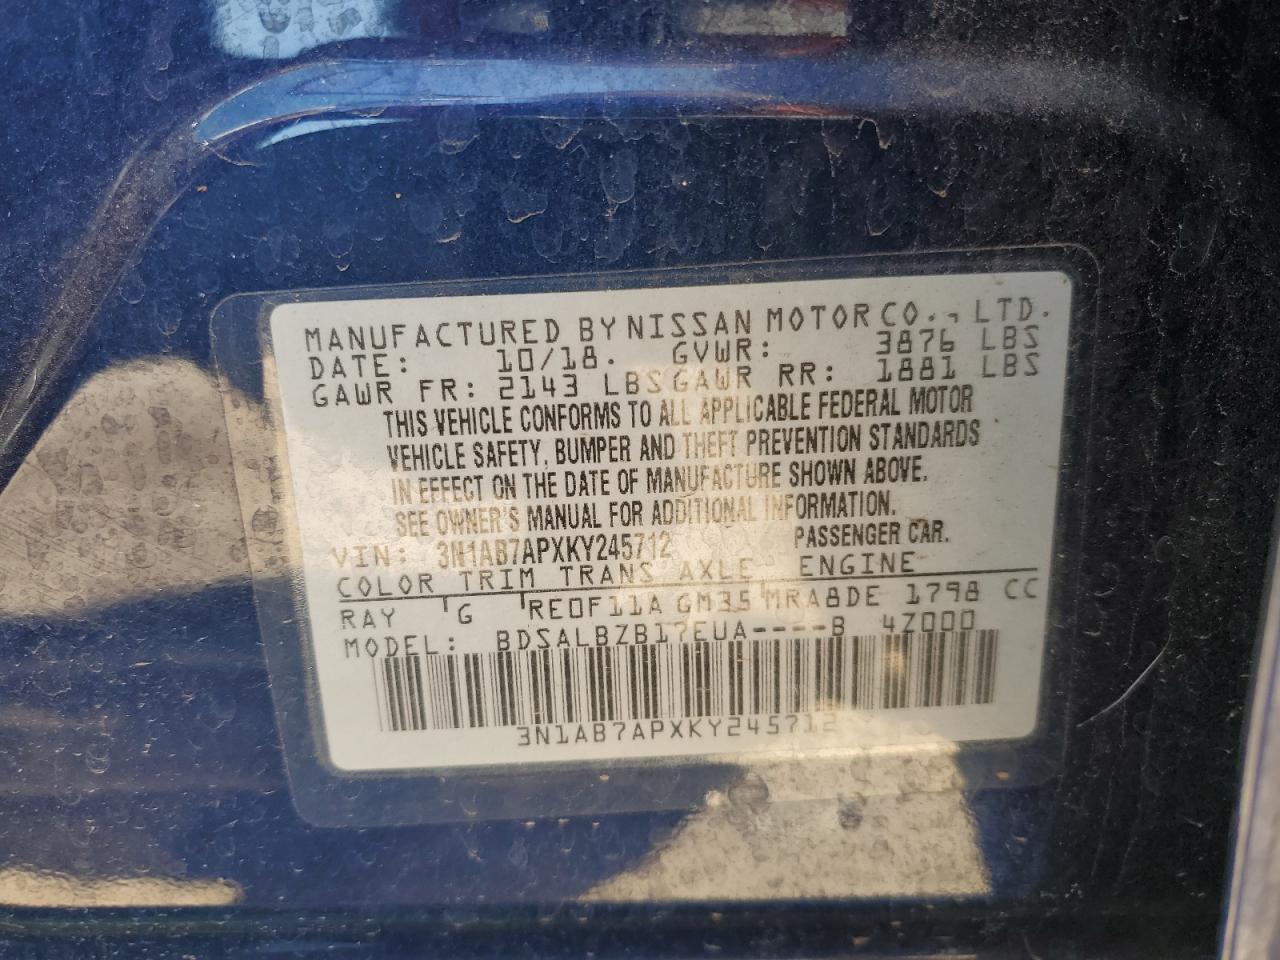 MANUFACTURED BY NISSAN MOTOR CO., LTD.
DATE: 10/18. GVWR: 3876 LBS
GAWR FR: 2143 LBS GAWR RR: 1881 LBS
THIS VEHICLE CONFORMS TO ALL APPLICABLE FEDERAL MOTOR
VEHICLE SAFETY, BUMPER AND THEFT PREVENTION STANDARDS
IN EFFECT ON THE DATE OF MANUFACTURE SHOWN ABOVE.
SEE OWNER'S MANUAL FOR ADDITIONAL INFORMATION.
VIN: 3N1AB7APXKY245712 PASSENGER CAR.
COLOR TRIM TRANS AXLE ENGINE
RAY G RE0F11A GM35 MRA8DE 1798 CC
MODEL: BDSALBZB17EUA----B 4Z000
3N1AB7APXKY245712